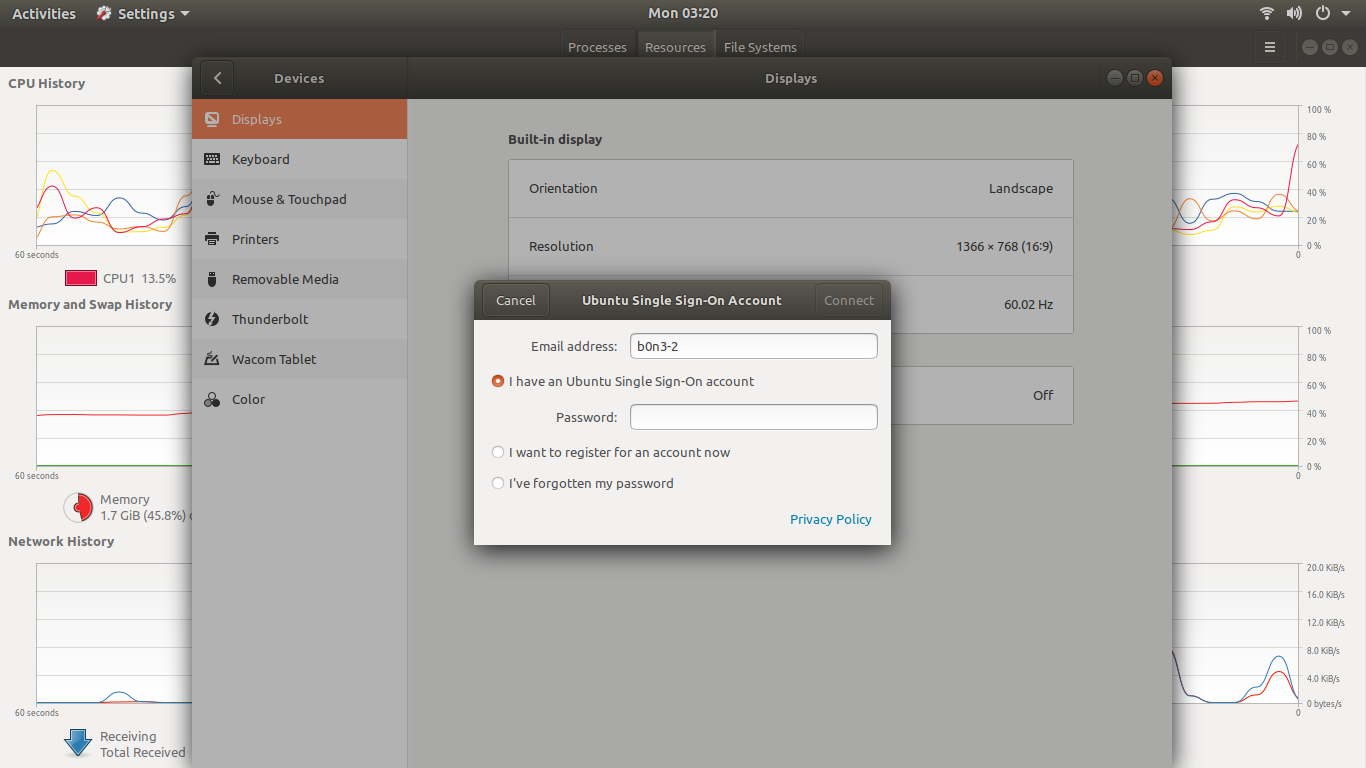 Activities
Settings
Mon 03:20
Processes
Resources
File Systems
Devices
Displays
CPU History
100 %
80 %
60 %
40 %
20 %
0 %
60 seconds
0
CPU1 13.5%
Memory and Swap History
100 %
80 %
60 %
40 %
20 %
0 %
60 seconds
0
Memory
1.7 GiB (45.8%)
Network History
20.0 KiB/s
16.0 KiB/s
12.0 KiB/s
8.0 KiB/s
4.0 KiB/s
0 bytes/s
60 seconds
0
Receiving
Total Received
Displays
Keyboard
Mouse & Touchpad
Printers
Removable Media
Thunderbolt
Wacom Tablet
Color
Built-in display
Orientation
Landscape
Resolution
1366 × 768 (16:9)
60.02 Hz
Off
Cancel
Ubuntu Single Sign-On Account
Connect
Email address:
b0n3-2
I have an Ubuntu Single Sign-On account
Password:
I want to register for an account now
I've forgotten my password
Privacy Policy